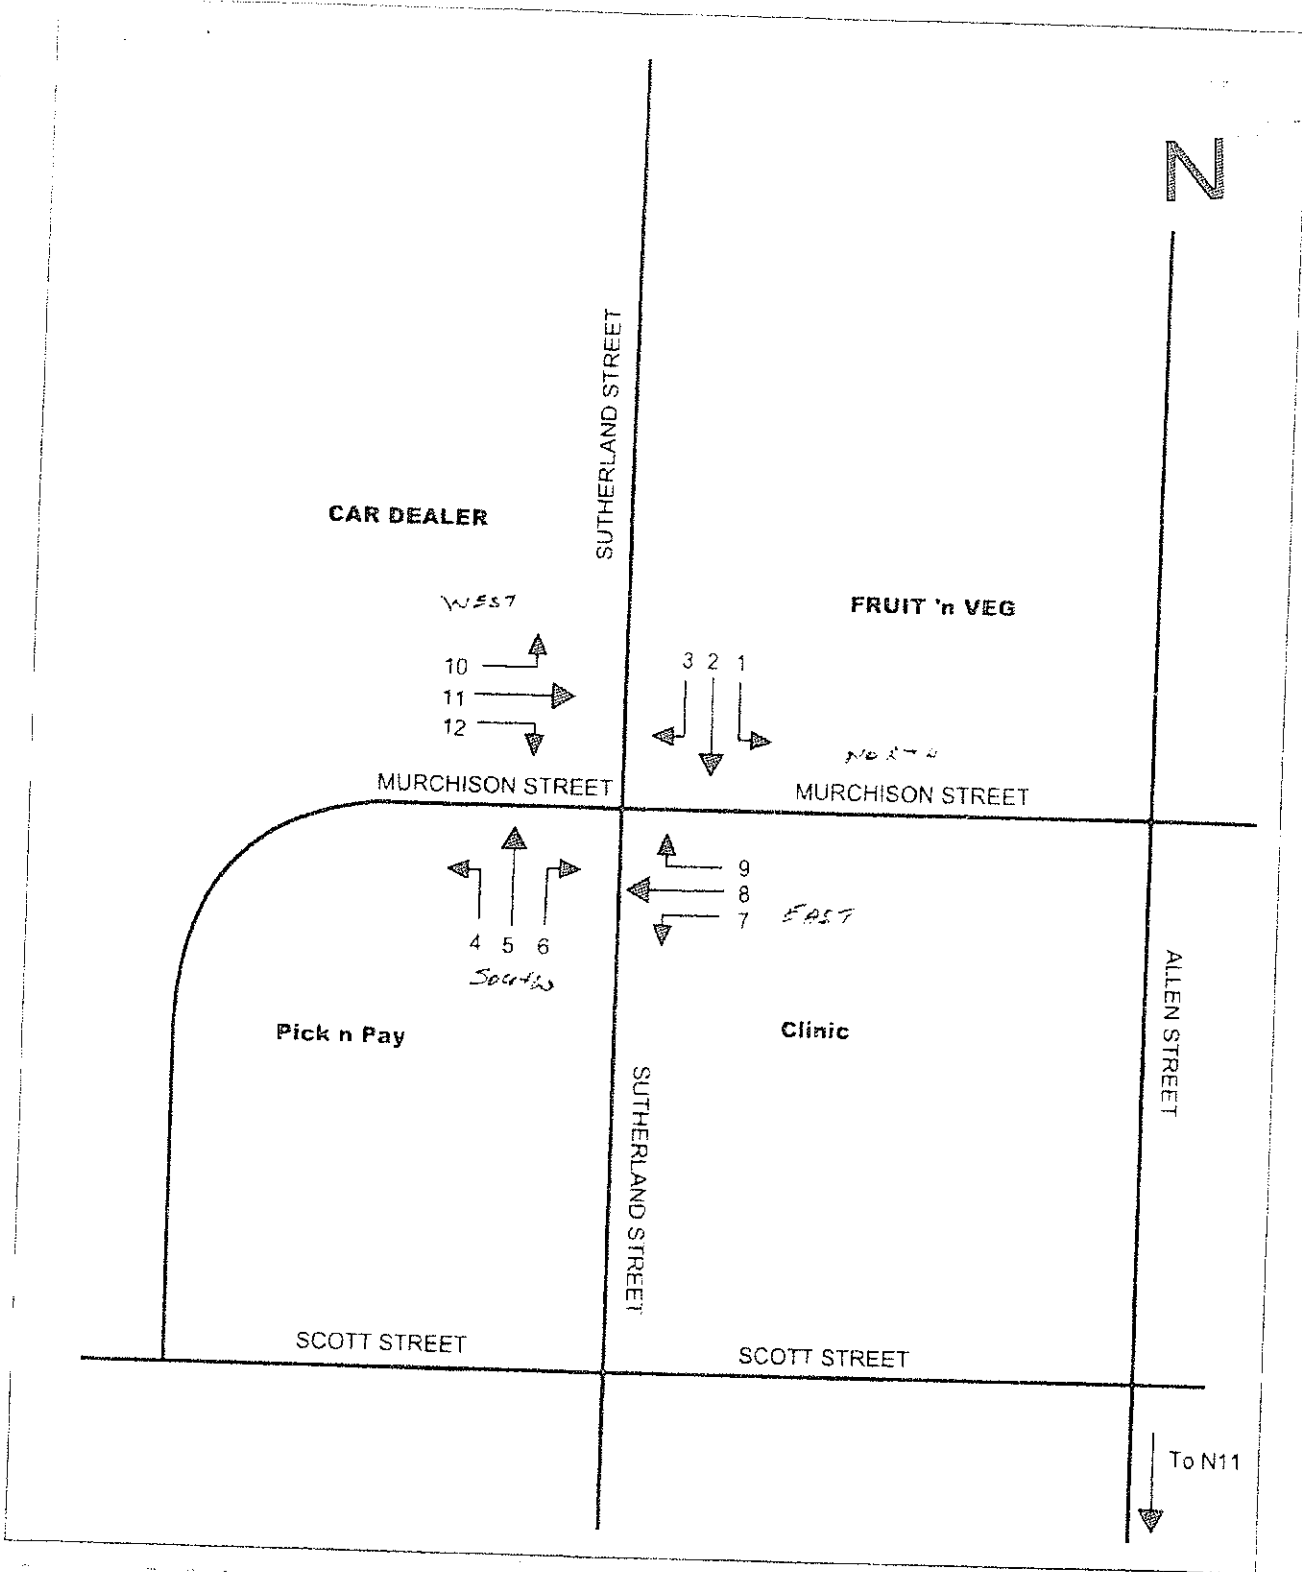 N
SUTHERLAND STREET
CAR DEALER
WEST
FRUIT 'n VEG
10
11
12
3 2 1
NORTH
MURCHISON STREET
MURCHISON STREET
9
8
7 EAST
4 5 6
South
ALLEN STREET
Pick n Pay
Clinic
SUTHERLAND STREET
SCOTT STREET
SCOTT STREET
To N11